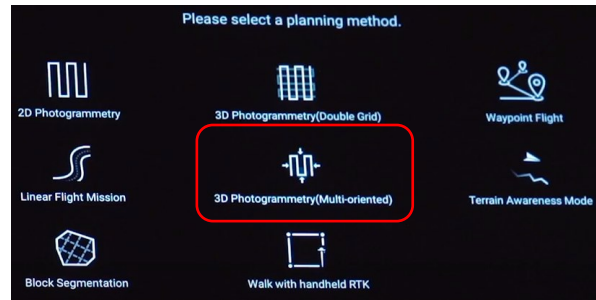 Please select a planning method.
2D Photogrammetry
3D Photogrammetry(Double Grid)
Waypoint Flight
Linear Flight Mission
3D Photogrammetry(Multi-oriented)
Terrain Awareness Mode
Block Segmentation
Walk with handheld RTK